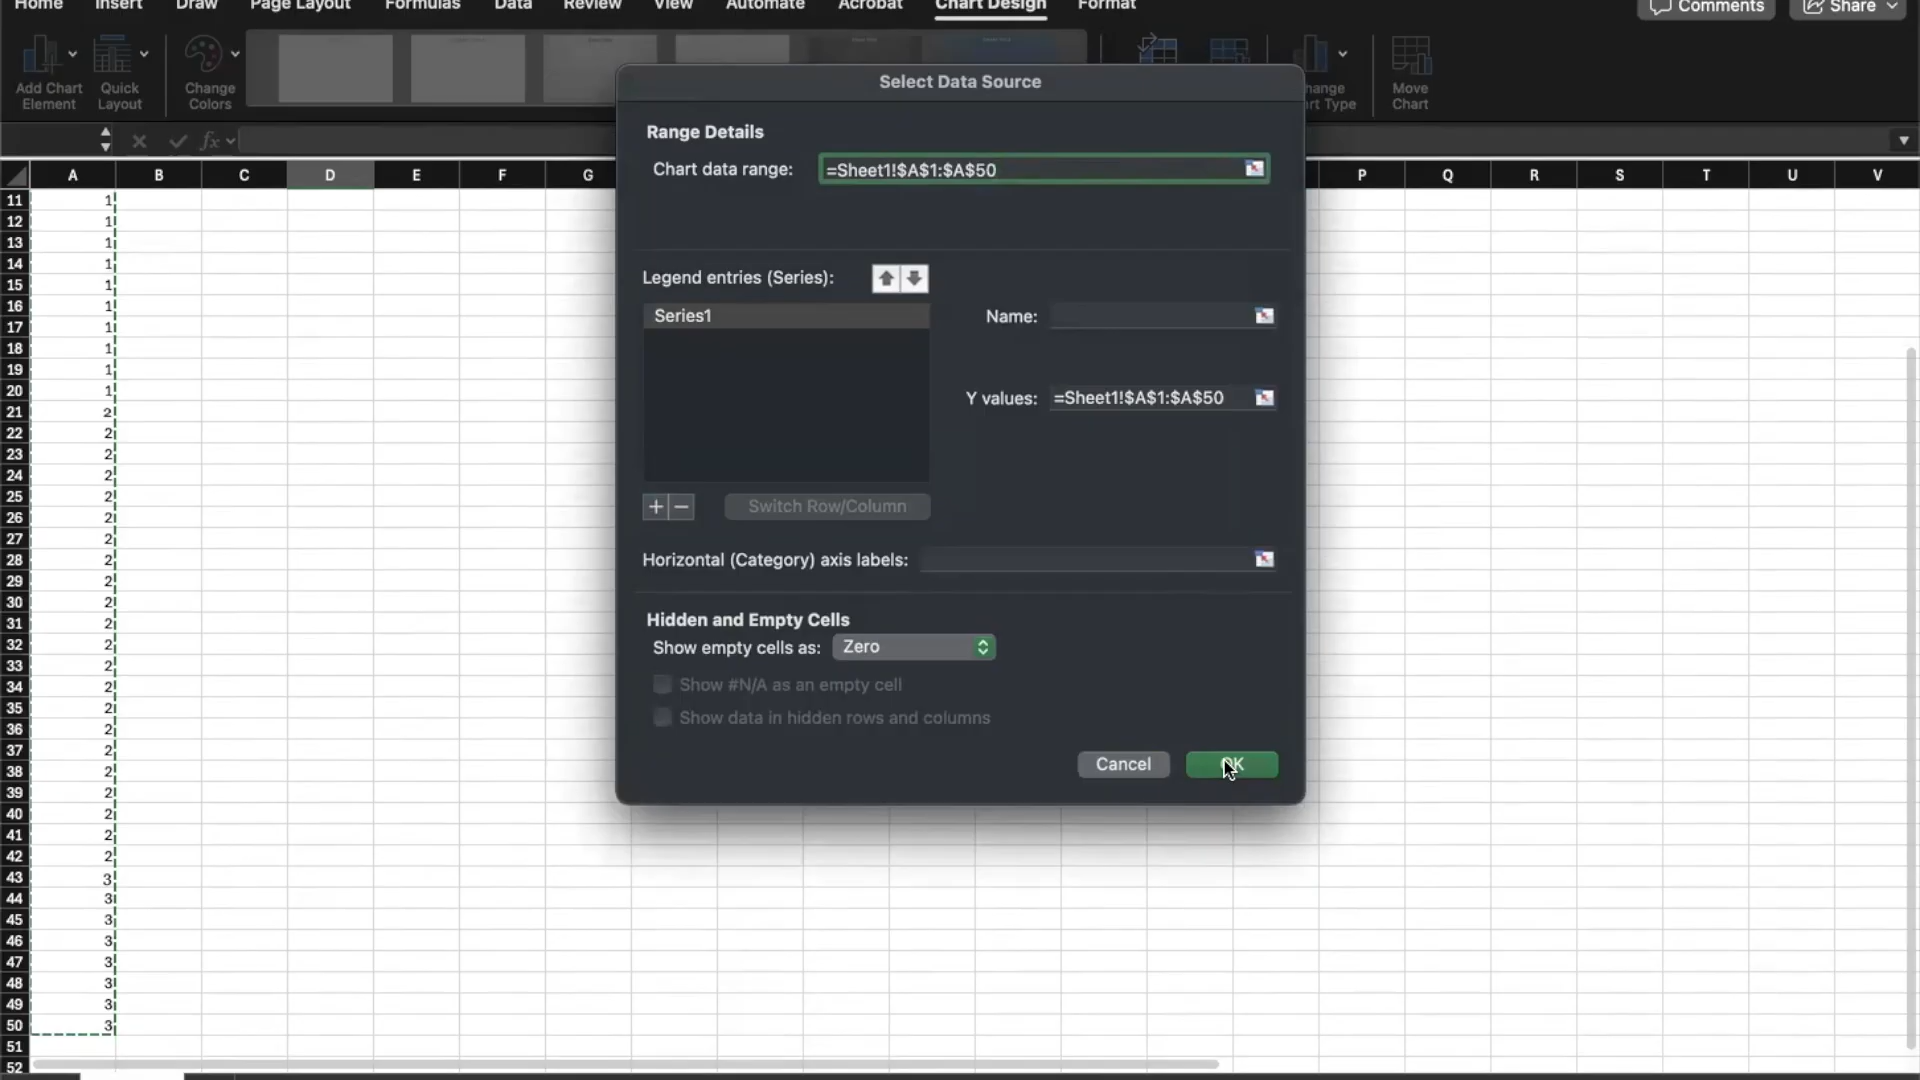 Home Insert Draw Page Layout Formulas Data Review View Automate Acrobat Chart Design Format Comments Share
Add Chart Element
Quick Layout
Change Colors
Move Chart
fx
Select Data Source
Range Details
Chart data range: =Sheet1!$A$1:$A$50
Legend entries (Series):
Series1
Name:
Y values: =Sheet1!$A$1:$A$50
+ − Switch Row/Column
Horizontal (Category) axis labels:
Hidden and Empty Cells
Show empty cells as: Zero
Show #N/A as an empty cell
Show data in hidden rows and columns
Cancel OK
A B C D E F G P Q R S T U V
11 1
12 1
13 1
14 1
15 1
16 1
17 1
18 1
19 1
20 1
21 2
22 2
23 2
24 2
25 2
26 2
27 2
28 2
29 2
30 2
31 2
32 2
33 2
34 2
35 2
36 2
37 2
38 2
39 2
40 2
41 2
42 2
43 3
44 3
45 3
46 3
47 3
48 3
49 3
50 3
51
52